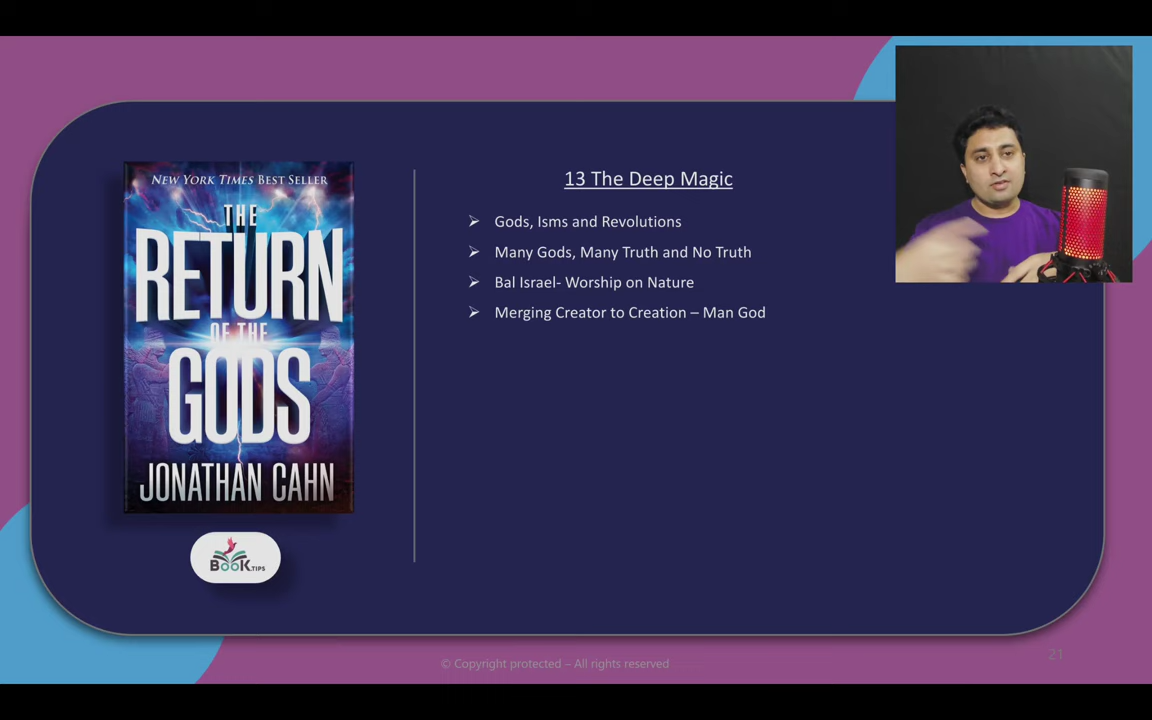 NEW YORK TIMES BEST SELLER
THE
RETURN
OF THE
GODS
JONATHAN CAHN
BOOK.TIPS
13 The Deep Magic
Gods, Isms and Revolutions
Many Gods, Many Truth and No Truth
Bal Israel- Worship on Nature
Merging Creator to Creation – Man God
© Copyright protected – All rights reserved
21